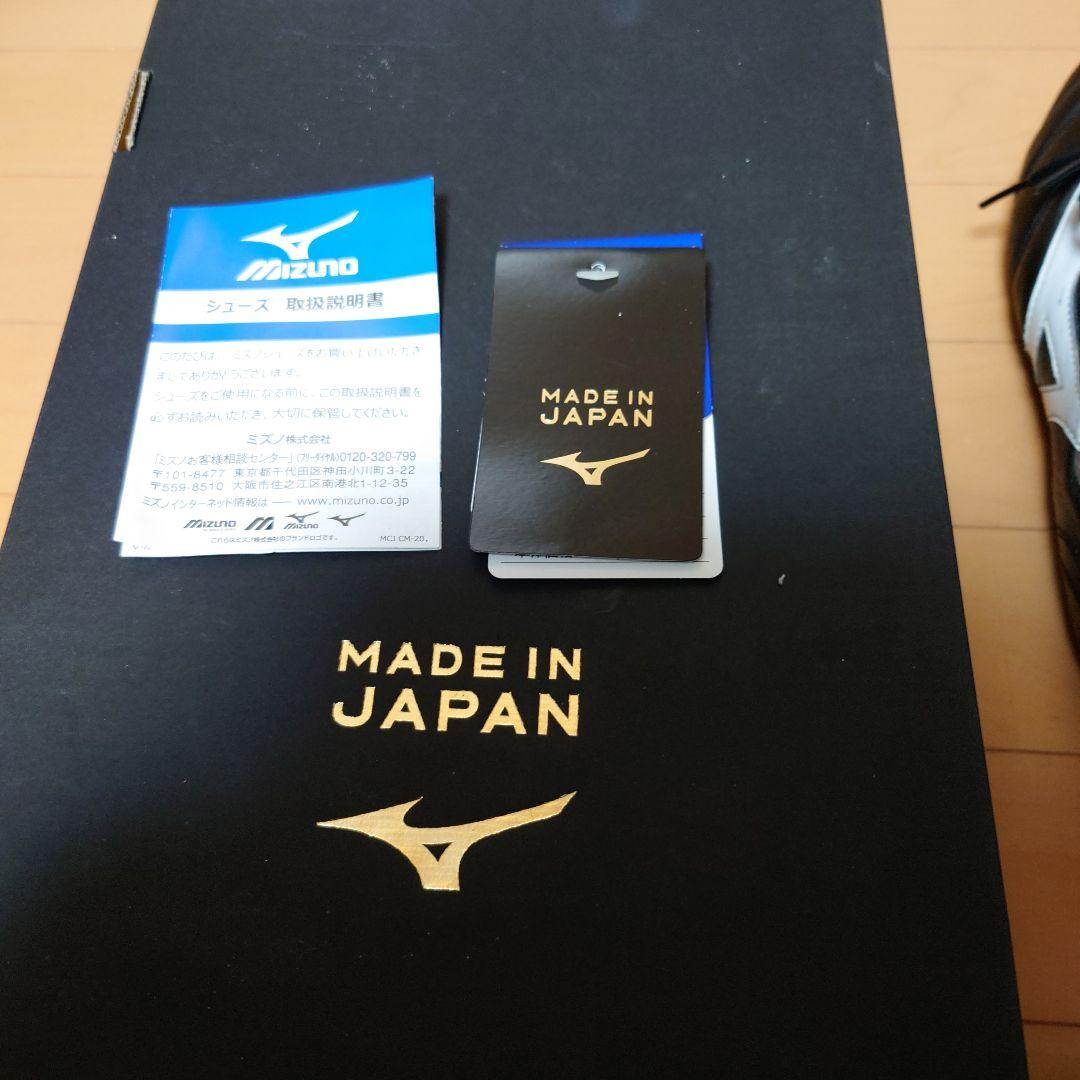 MIZUNO
シューズ 取扱説明書
このたびは、ミズノシューズをお買い上げいただき
ましてありがとうございます。
シューズをご使用になる前に、この取扱説明書を
必ずお読みいただき、大切に保管してください。
ミズノ株式会社
「ミズノお客様相談センター」(フリーダイヤル)0120-320-799
〒101-8477 東京都千代田区神田小川町3-22
〒559-8510 大阪市住之江区南港北1-12-35
ミズノインターネット情報は ── www.mizuno.co.jp
MIZUNO MIZUNO
これらはミズノ株式会社のブランドロゴです。 MCJ CM-20.
MADE IN
JAPAN
MADE IN
JAPAN